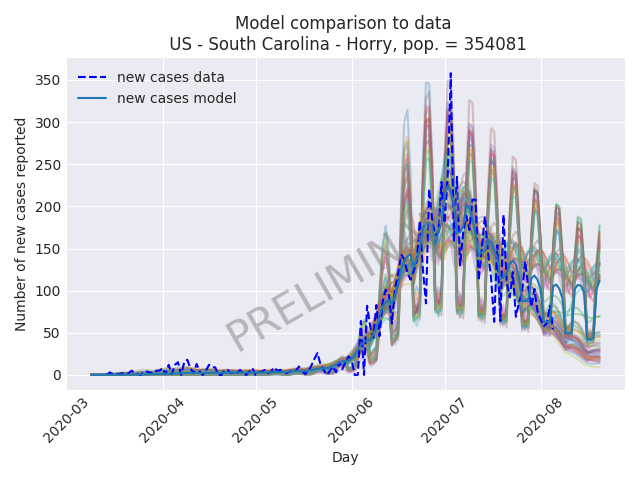 Model comparison to data
US - South Carolina - Horry, pop. = 354081
new cases data
new cases model
Number of new cases reported
350
300
250
200
150
100
50
0
PRELIMIN
2020-03
2020-04
2020-05
2020-06
2020-07
2020-08
Day